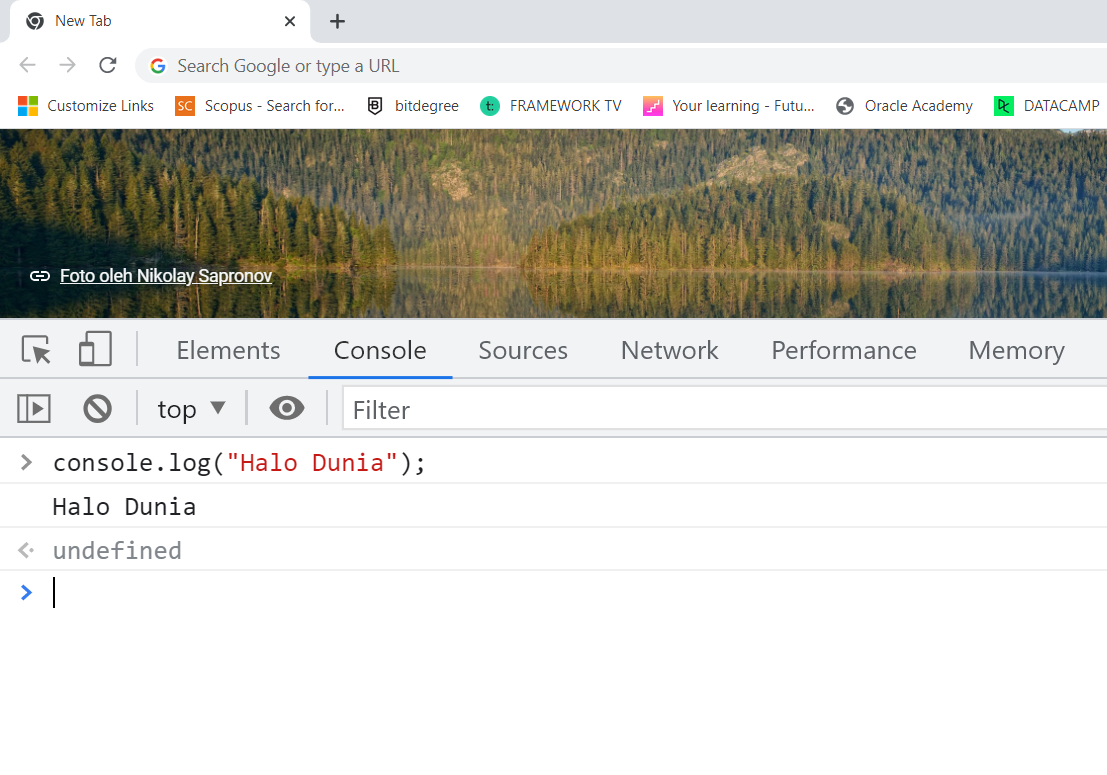 New Tab
Search Google or type a URL
Customize Links SC Scopus - Search for... B bitdegree t: FRAMEWORK TV Your learning - Futu... Oracle Academy DC DATACAMP
Foto oleh Nikolay Sapronov
Elements Console Sources Network Performance Memory
top Filter
console.log("Halo Dunia");
Halo Dunia
undefined